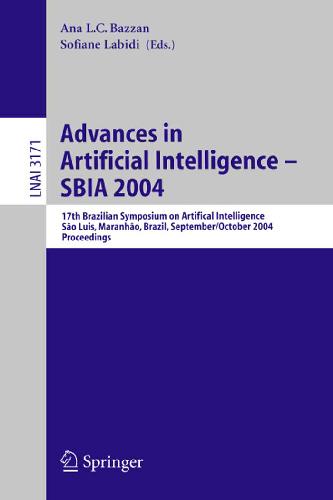 Ana L.C. Bazzan
Sofiane Labidi (Eds.)
LNAI 3171
Advances in
Artificial Intelligence –
SBIA 2004
17th Brazilian Symposium on Artifical Intelligence
São Luis, Maranhão, Brazil, September/October 2004
Proceedings
Springer